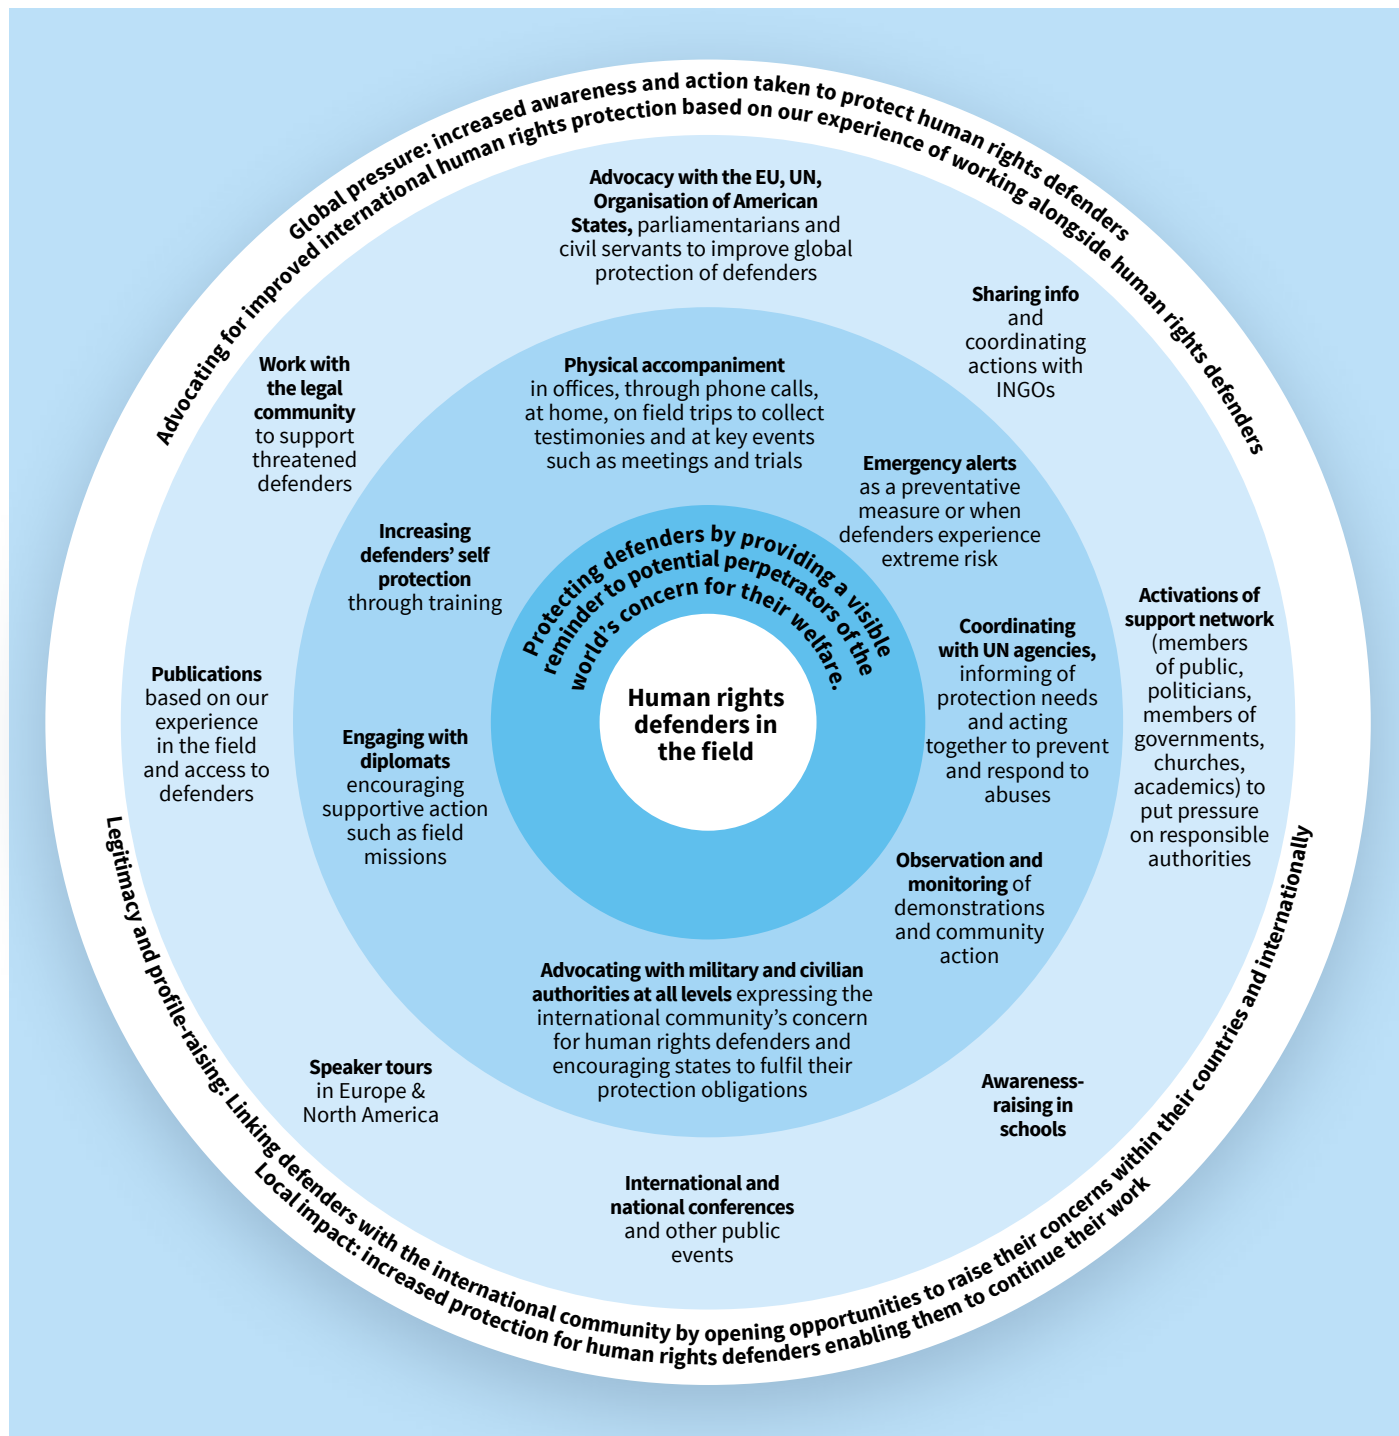 Global pressure: increased awareness and action taken to protect human rights defenders
Advocating for improved international human rights protection based on our experience of working alongside human rights defenders
Advocacy with the EU, UN,
Organisation of American
States, parliamentarians and
civil servants to improve global
protection of defenders
Sharing info
and
coordinating
actions with
INGOs
Work with
the legal
community
to support
threatened
defenders
Physical accompaniment
in offices, through phone calls,
at home, on field trips to collect
testimonies and at key events
such as meetings and trials
Emergency alerts
as a preventative
measure or when
defenders experience
extreme risk
Increasing
defenders’ self
protection
through training
Protecting defenders by providing a visible
reminder to potential perpetrators of the
world's concern for their welfare.
Human rights
defenders in
the field
Activations of
support network
(members
of public,
politicians,
members of
governments,
churches,
academics) to
put pressure
on responsible
authorities
Coordinating
with UN agencies,
informing of
protection needs
and acting
together to prevent
and respond to
abuses
Publications
based on our
experience
in the field
and access to
defenders
Engaging with
diplomats
encouraging
supportive action
such as field
missions
Observation and
monitoring of
demonstrations
and community
action
Advocating with military and civilian
authorities at all levels expressing the
international community’s concern
for human rights defenders and
encouraging states to fulfil their
protection obligations
Speaker tours
in Europe &
North America
Awareness-
raising in
schools
International and
national conferences
and other public
events
Legitimacy and profile-raising: Linking defenders with the international community by opening opportunities to raise their concerns within their countries and internationally
Local impact: increased protection for human rights defenders enabling them to continue their work